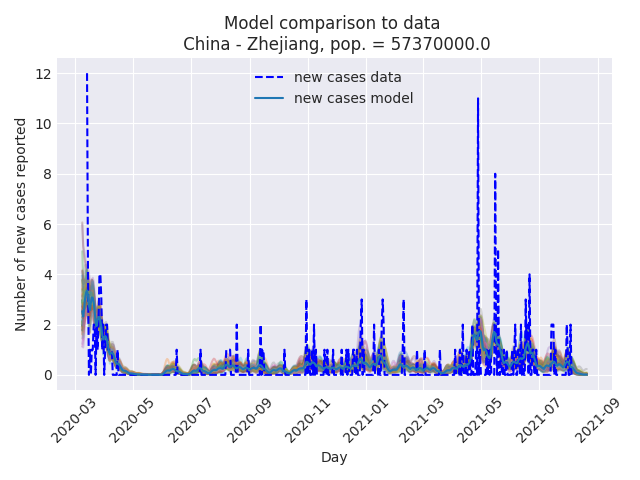 Model comparison to data
China - Zhejiang, pop. = 57370000.0
new cases data
new cases model
Number of new cases reported
12
10
8
6
4
2
0
2020-03
2020-05
2020-07
2020-09
2020-11
2021-01
2021-03
2021-05
2021-07
2021-09
Day